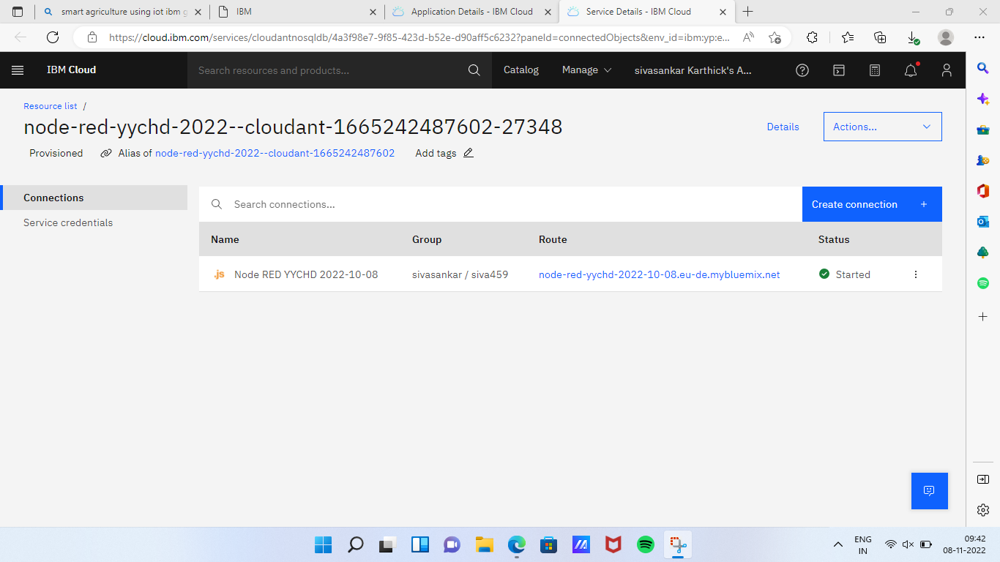 smart agriculture using iot ibm g
IBM
Application Details - IBM Cloud
Service Details - IBM Cloud
https://cloud.ibm.com/services/cloudantnosqldb/4a3f98e7-9f85-423d-b52e-d90aff5c6232?paneId=connectedObjects&env_id=ibm:yp:e...
IBM Cloud
Search resources and products...
Catalog
Manage
sivasankar Karthick's A...
Resource list /
node-red-yychd-2022--cloudant-1665242487602-27348
Details
Actions...
Provisioned
Alias of node-red-yychd-2022--cloudant-1665242487602
Add tags
Connections
Service credentials
Search connections...
Create connection +
Name Group Route Status
.js Node RED YYCHD 2022-10-08 sivasankar / siva459 node-red-yychd-2022-10-08.eu-de.mybluemix.net Started
ENG
IN
09:42
08-11-2022